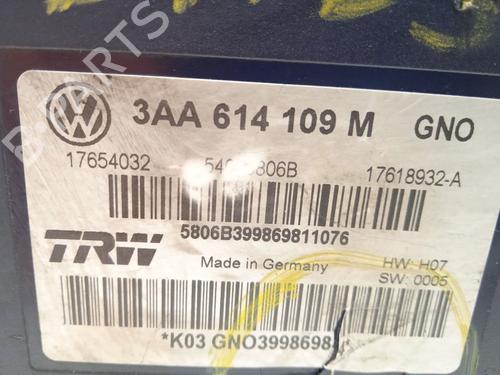 B-PARTS
3AA 614 109 M GNO
17654032 17618932-A
5806B399869811076
TRW
Made in Germany
HW: H07
SW: 0005
*K03 GNO3998698